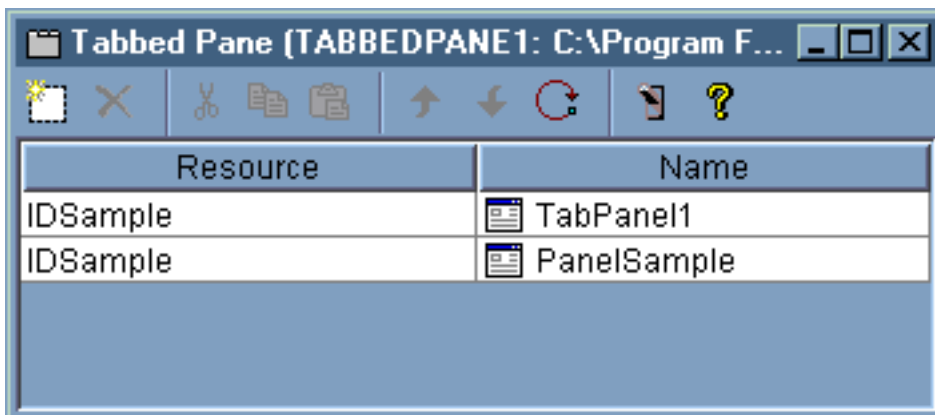 Tabbed Pane (TABBEDPANE1: C:\Program F...
Resource Name
IDSample TabPanel1
IDSample PanelSample